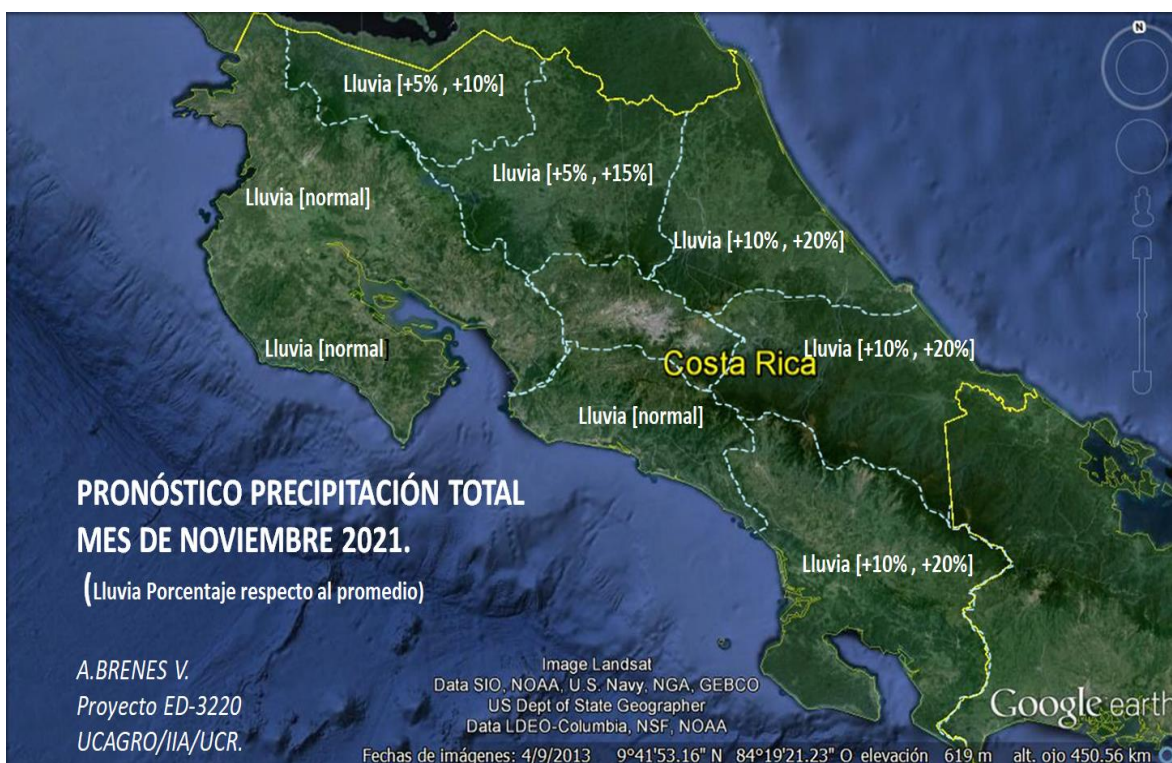 N
Lluvia [+5% , +10%]
Lluvia [+5% , +15%]
Lluvia [normal]
Lluvia [+10% , +20%]
Lluvia [normal]
Costa Rica
Lluvia [+10% , +20%]
Lluvia [normal]
PRONÓSTICO PRECIPITACIÓN TOTAL
MES DE NOVIEMBRE 2021.
(Lluvia Porcentaje respecto al promedio)
Lluvia [+10% , +20%]
A.BRENES V.
Proyecto ED-3220
UCAGRO/IIA/UCR.
Image Landsat
Data SIO, NOAA, U.S. Navy, NGA, GEBCO
US Dept of State Geographer
Data LDEO-Columbia, NSF, NOAA
Google earth
Fechas de imágenes: 4/9/2013 9°41'53.16" N 84°19'21.23" O elevación 619 m alt. ojo 450.56 km